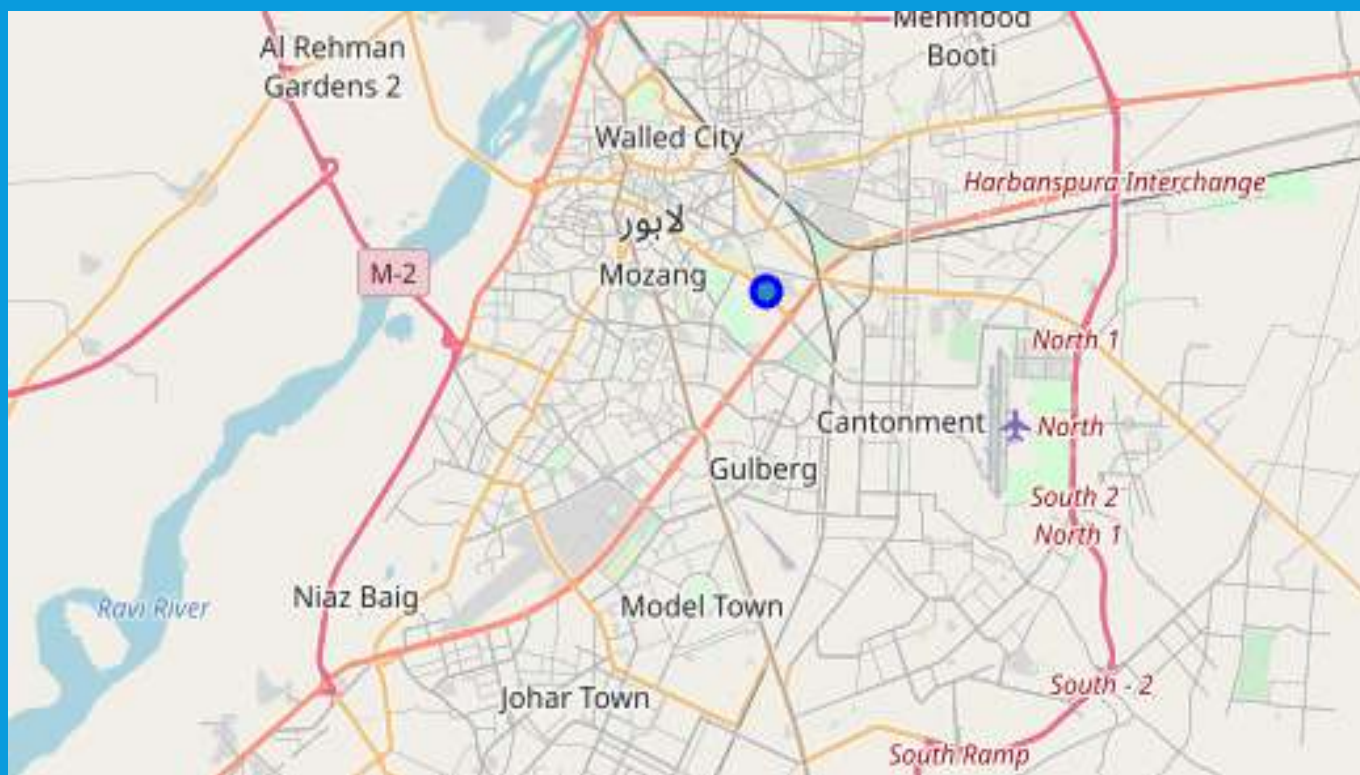 Mehmood
Booti
Al Rehman
Gardens 2
Walled City
Harbanspura Interchange
لاہور
M-2
Mozang
North 1
Cantonment
North
Gulberg
South 2
North 1
Niaz Baig
Ravi River
Model Town
Johar Town
South - 2
South Ramp